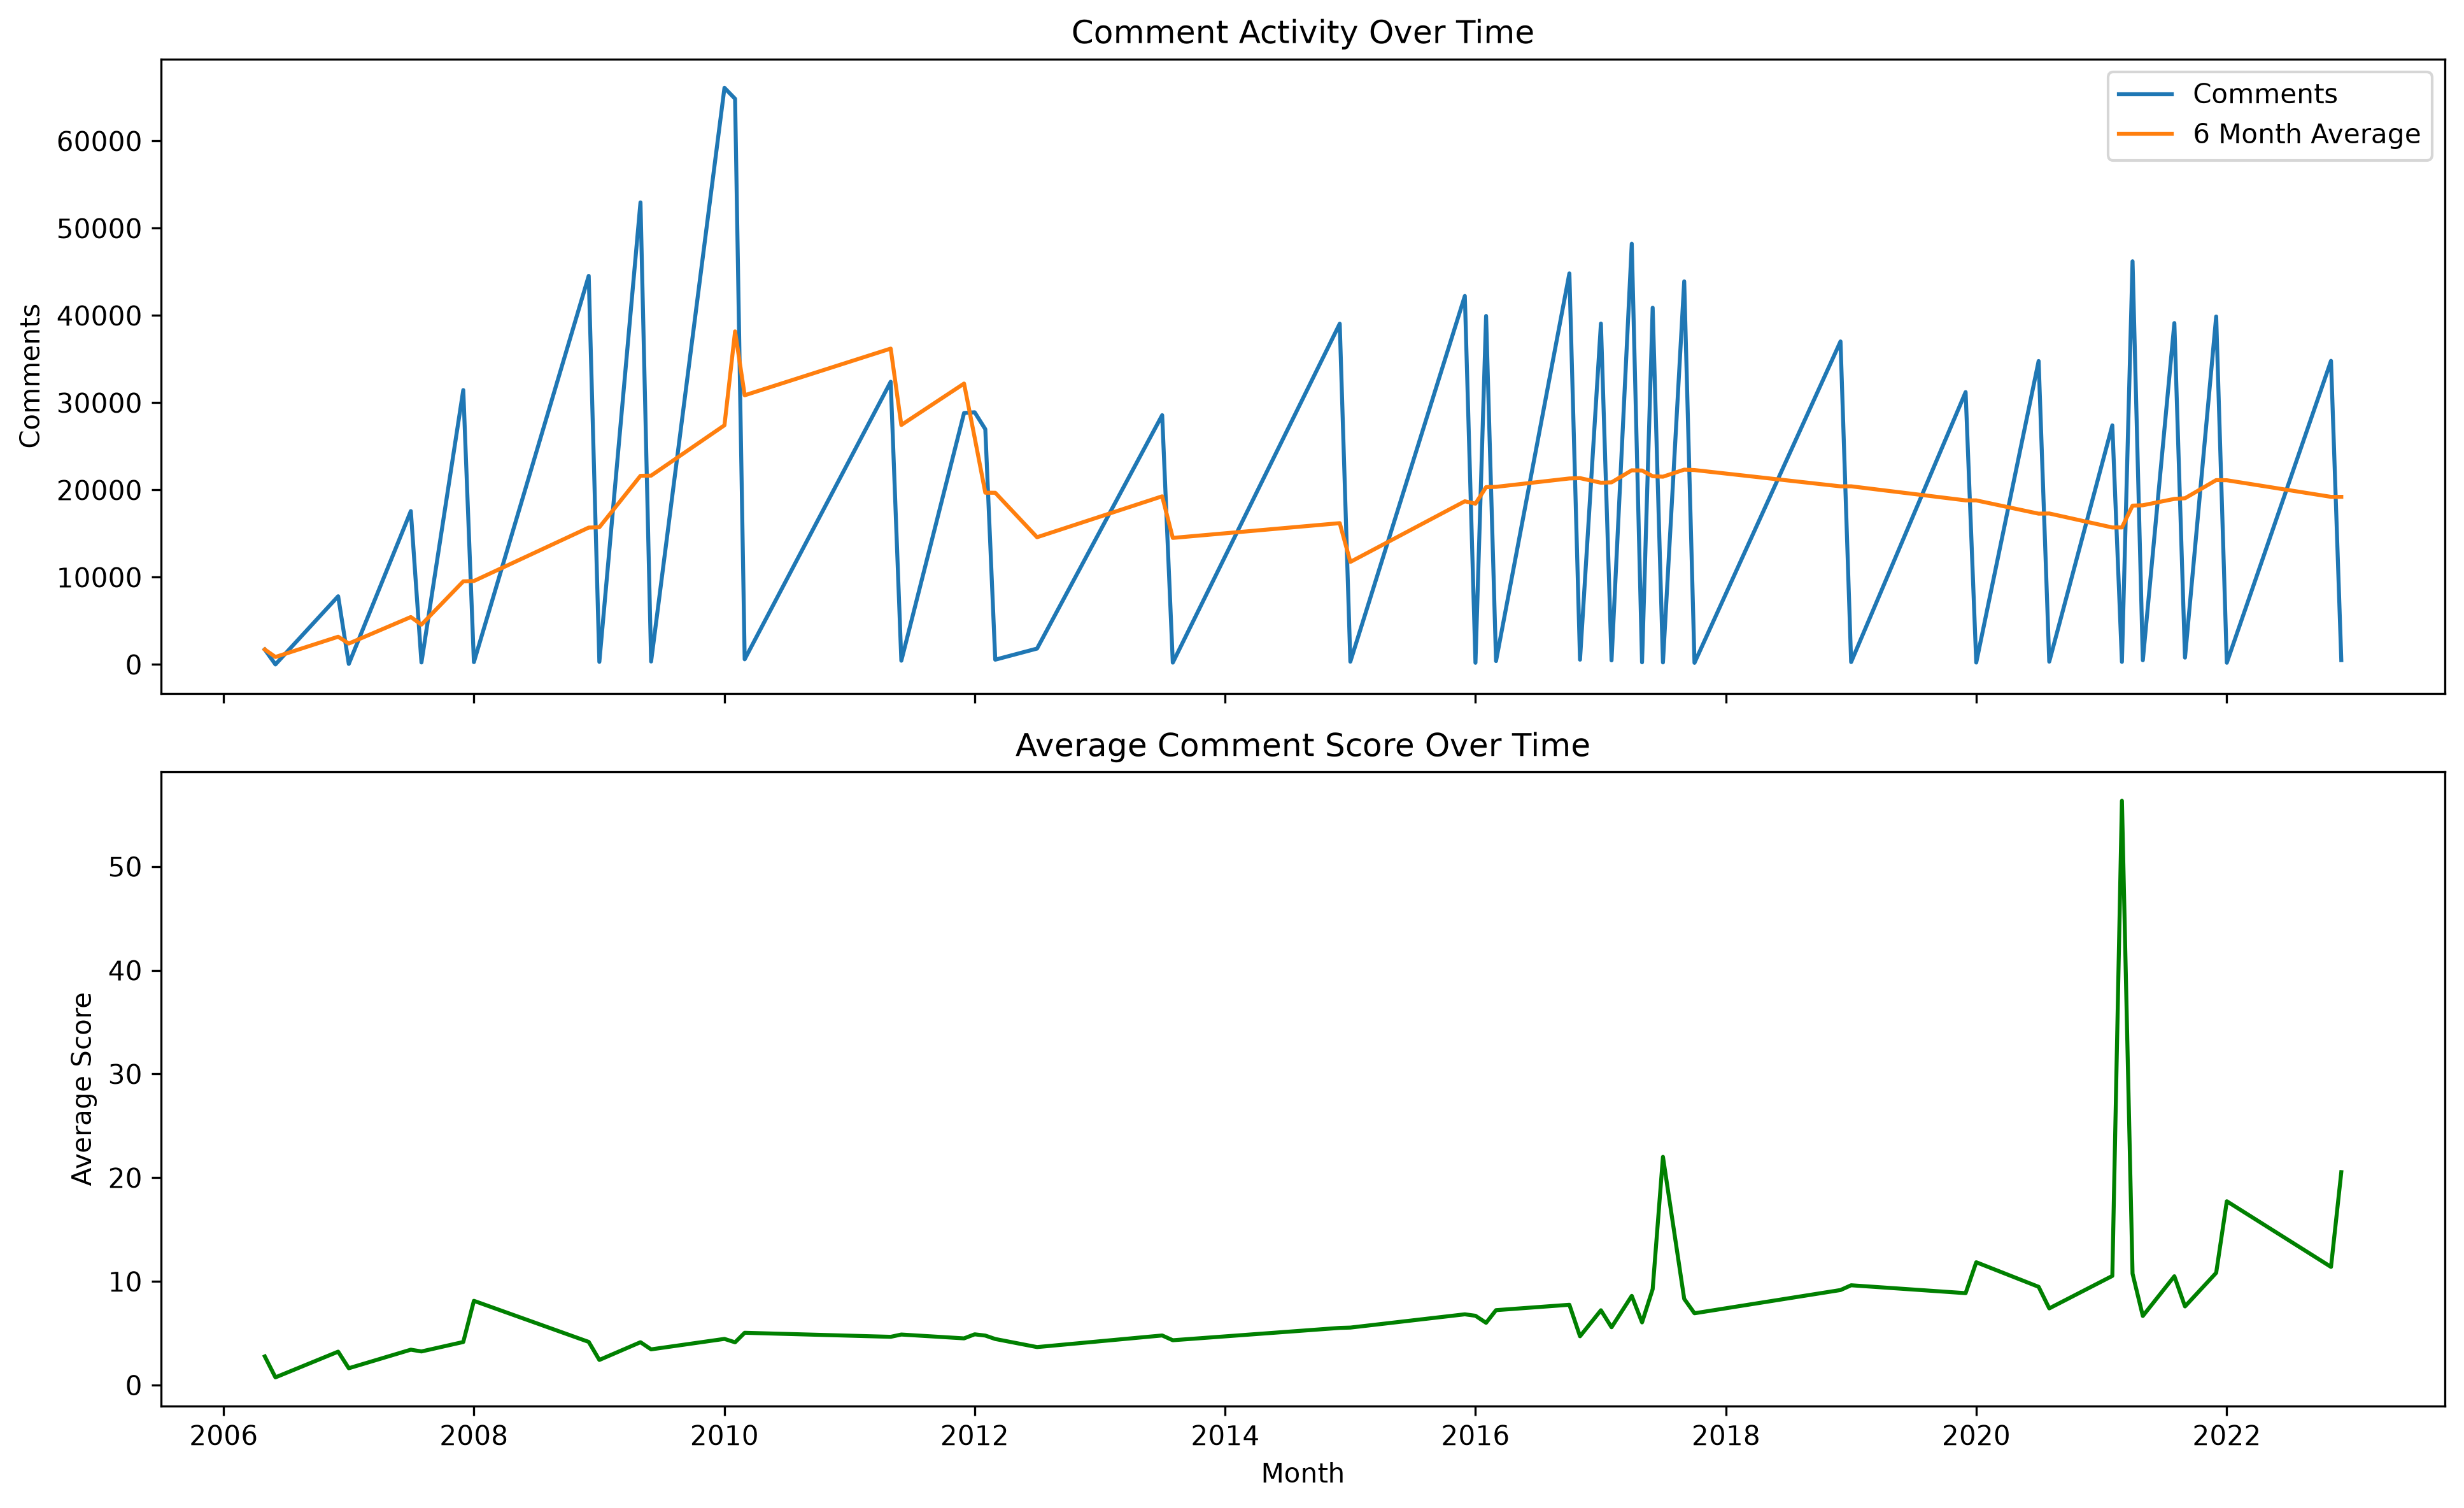 Comment Activity Over Time
Comments
6 Month Average
60000
50000
40000
30000
20000
10000
0
Comments
Average Comment Score Over Time
50
40
30
20
10
0
Average Score
2006 2008 2010 2012 2014 2016 2018 2020 2022
Month